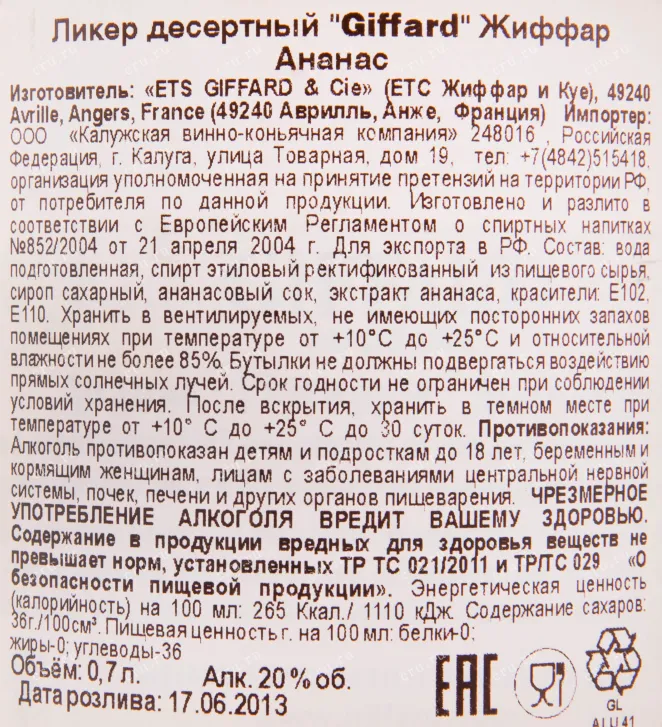 Ликер десертный "Giffard" Жиффар
Ананас
Изготовитель: «ETS GIFFARD & Cie» (ЕТС Жиффар и Куе), 49240
Avrille, Angers, France (49240 Аврилль, Анже, Франция) Импортер:
ООО «Калужская винно-коньячная компания» 248016 , Российская
Федерация, г. Калуга, улица Товарная, дом 19, тел: +7(4842)515418,
организация уполномоченная на принятие претензий на территории РФ,
от потребителя по данной продукции. Изготовлено и разлито в
соответствии с Европейским Регламентом о спиртных напитках
№852/2004 от 21 апреля 2004 г. Для экспорта в РФ. Состав: вода
подготовленная, спирт этиловый ректификованный из пищевого сырья,
сироп сахарный, ананасовый сок, экстракт ананаса, красители: Е102,
Е110. Хранить в вентилируемых, не имеющих посторонних запахов
помещениях при температуре от +10°С до +25°С и относительной
влажности не более 85%. Бутылки не должны подвергаться воздействию
прямых солнечных лучей. Срок годности не ограничен при соблюдении
условий хранения. После вскрытия, хранить в темном месте при
температуре от +10° С до +25° С до 30 суток. Противопоказания:
Алкоголь противопоказан детям и подросткам до 18 лет, беременным и
кормящим женщинам, лицам с заболеваниями центральной нервной
системы, почек, печени и других органов пищеварения. ЧРЕЗМЕРНОЕ
УПОТРЕБЛЕНИЕ АЛКОГОЛЯ ВРЕДИТ ВАШЕМУ ЗДОРОВЬЮ.
Содержание в продукции вредных для здоровья веществ не
превышает норм, установленных ТР ТС 021/2011 и ТР/ТС 029 «О
безопасности пищевой продукции». Энергетическая ценность
(калорийность) на 100 мл: 265 Ккал./ 1110 кДж. Содержание сахаров:
36г./100см³. Пищевая ценность г. на 100 мл: белки-0;
жиры-0; углеводы-36
Объём: 0,7л. Алк. 20% об.
Дата розлива: 17.06.2013
EAC
GL
ALU 41